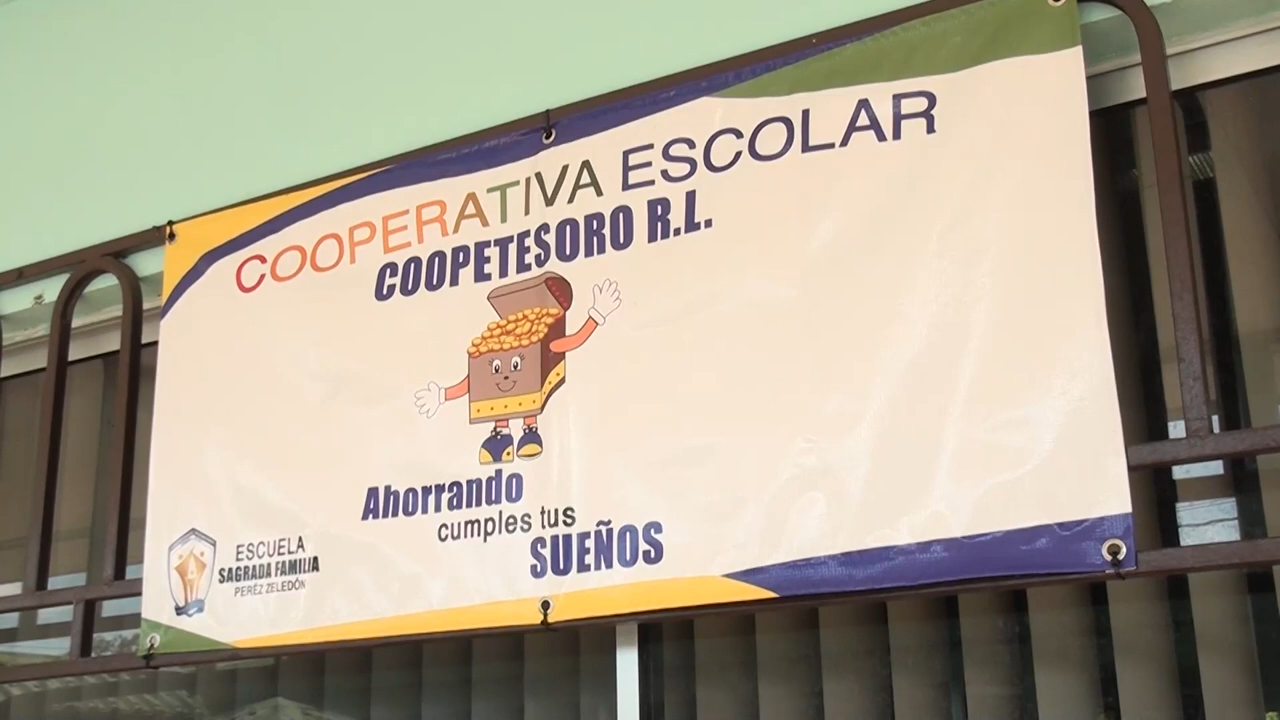 COOPERATIVA ESCOLAR
COOPETESORO R.L.
Ahorrando
cumples tus
SUEÑOS
ESCUELA
SAGRADA FAMILIA
PERÉZ ZELEDÓN